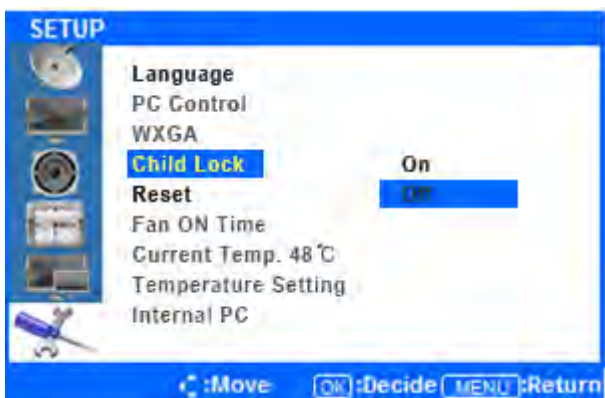 SETUP
Language
PC Control
WXGA
Child Lock On
Reset Off
Fan ON Time
Current Temp. 48℃
Temperature Setting
Internal PC
:Move OK:Decide MENU:Return